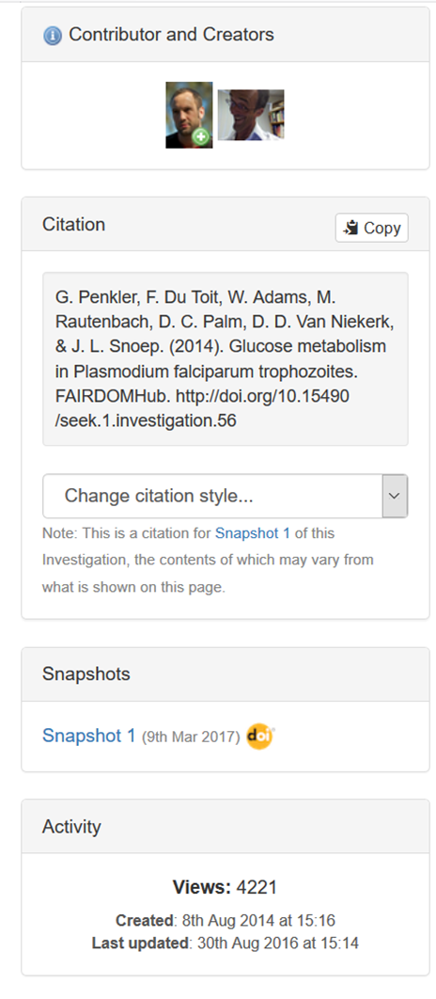 Contributor and Creators
Citation
Copy
G. Penkler, F. Du Toit, W. Adams, M.
Rautenbach, D. C. Palm, D. D. Van Niekerk,
& J. L. Snoep. (2014). Glucose metabolism
in Plasmodium falciparum trophozoites.
FAIRDOMHub. http://doi.org/10.15490
/seek.1.investigation.56
Change citation style...
Note: This is a citation for Snapshot 1 of this
Investigation, the contents of which may vary from
what is shown on this page.
Snapshots
Snapshot 1 (9th Mar 2017) doi
Activity
Views: 4221
Created: 8th Aug 2014 at 15:16
Last updated: 30th Aug 2016 at 15:14